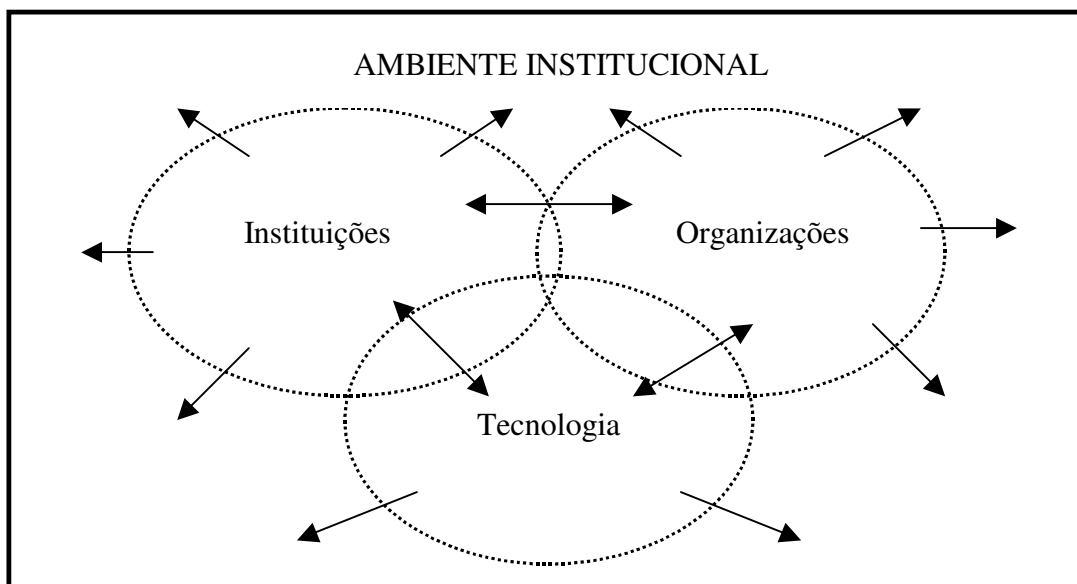 AMBIENTE INSTITUCIONAL
Instituições
Organizações
Tecnologia